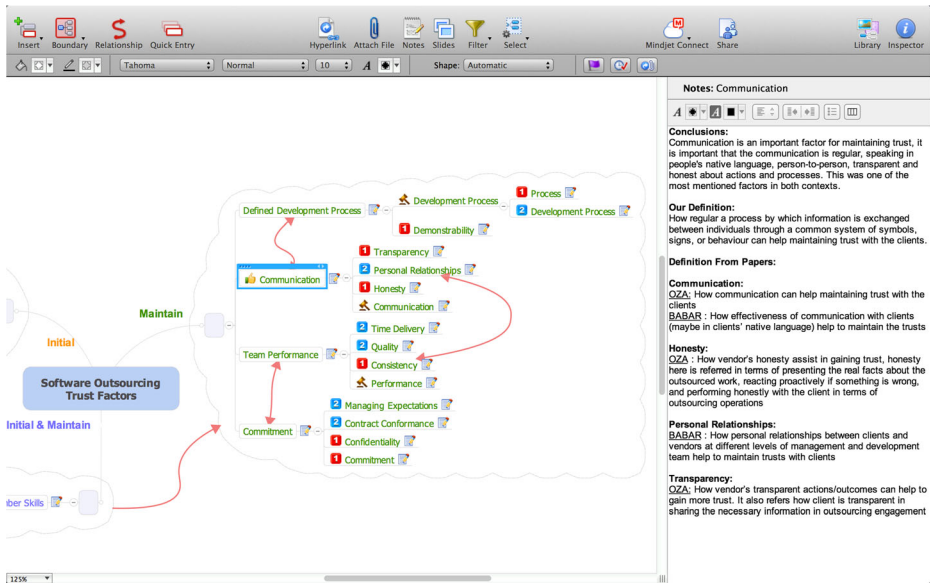 Insert Boundary Relationship Quick Entry Hyperlink Attach File Notes Slides Filter Select Mindjet Connect Share Library Inspector
Tahoma Normal 10 A Shape: Automatic
Defined Development Process
Development Process
1 Process
2 Development Process
1 Demonstrability
Communication
1 Transparency
2 Personal Relationships
1 Honesty
Communication
Maintain
Initial
Team Performance
2 Time Delivery
2 Quality
1 Consistency
Performance
Software Outsourcing
Trust Factors
Initial & Maintain
Commitment
2 Managing Expectations
2 Contract Conformance
1 Confidentiality
1 Commitment
ber Skills
125%
Notes: Communication
A A
Conclusions:
Communication is an important factor for maintaining trust, it
is important that the communication is regular, speaking in
people's native language, person-to-person, transparent and
honest about actions and processes. This was one of the
most mentioned factors in both contexts.
Our Definition:
How regular a process by which information is exchanged
between individuals through a common system of symbols,
signs, or behaviour can help maintaining trust with the clients.
Definition From Papers:
Communication:
OZA: How communication can help maintaining trust with the
clients
BABAR : How effectiveness of communication with clients
(maybe in clients' native language) help to maintain the trusts
Honesty:
OZA : How vendor's honesty assist in gaining trust, honesty
here is referred in terms of presenting the real facts about the
outsourced work, reacting proactively if something is wrong,
and performing honestly with the client in terms of
outsourcing operations
Personal Relationships:
BABAR : How personal relationships between clients and
vendors at different levels of management and development
team help to maintain trusts with clients
Transparency:
OZA: How vendor's transparent actions/outcomes can help to
gain more trust. It also refers how client is transparent in
sharing the necessary information in outsourcing engagement